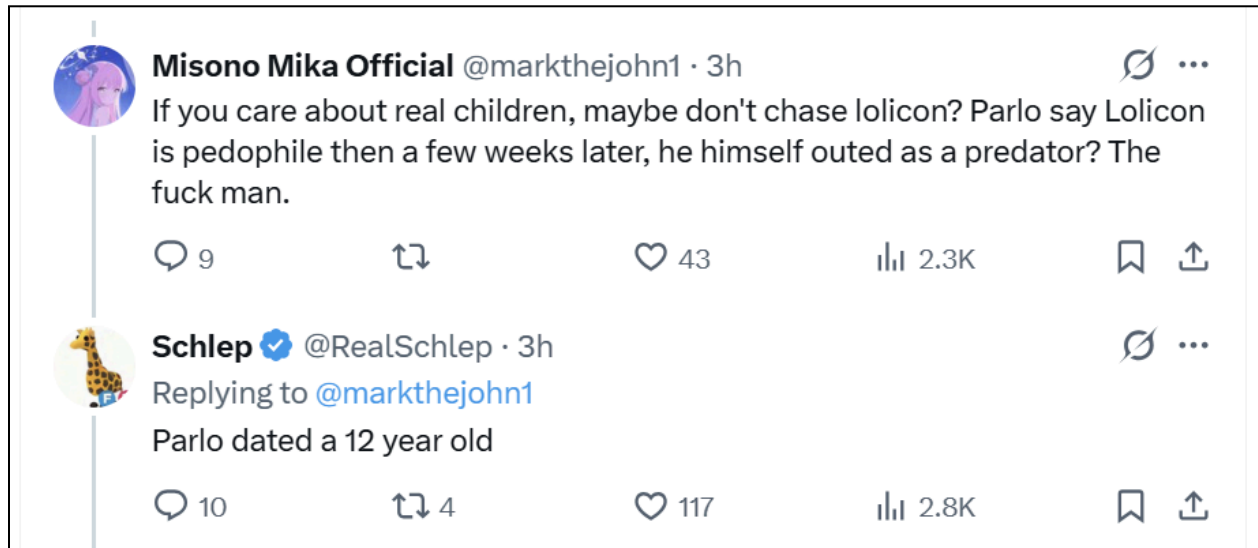 Misono Mika Official @markthejohn1 · 3h
If you care about real children, maybe don't chase lolicon? Parlo say Lolicon
is pedophile then a few weeks later, he himself outed as a predator? The
fuck man.
9 43 2.3K
Schlep @RealSchlep · 3h
Replying to @markthejohn1
Parlo dated a 12 year old
10 4 117 2.8K